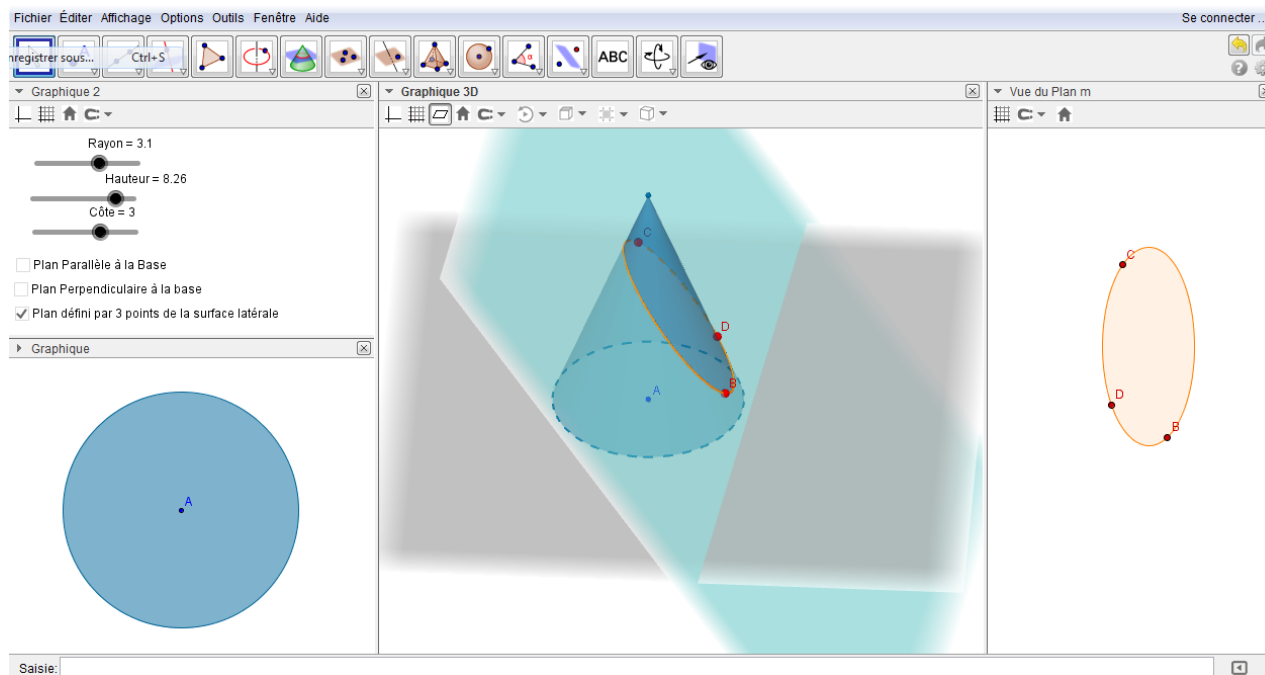 Fichier Éditer Affichage Options Outils Fenêtre Aide
Se connecter ...
nregistrer sous... Ctrl+S
ABC
Graphique 2
Graphique 3D
Vue du Plan m
Rayon = 3.1
Hauteur = 8.26
Côte = 3
Plan Parallèle à la Base
Plan Perpendiculaire à la base
Plan défini par 3 points de la surface latérale
Graphique
A
C
D
B
A
C
D
B
Saisie: